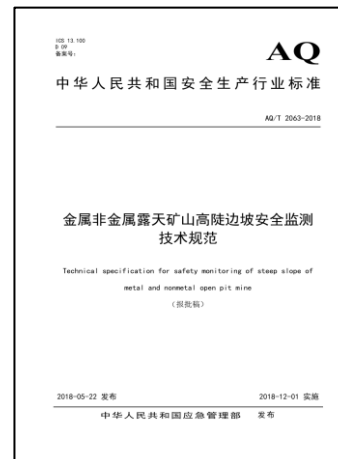 ICS 13.100
D 09
备案号:
AQ
中华人民共和国安全生产行业标准
AQ/T 2063-2018
金属非金属露天矿山高陡边坡安全监测
技术规范
Technical specification for safety monitoring of steep slope of
metal and nonmetal open pit mine
(报批稿)
2018-05-22 发布
2018-12-01 实施
中华人民共和国应急管理部 发布